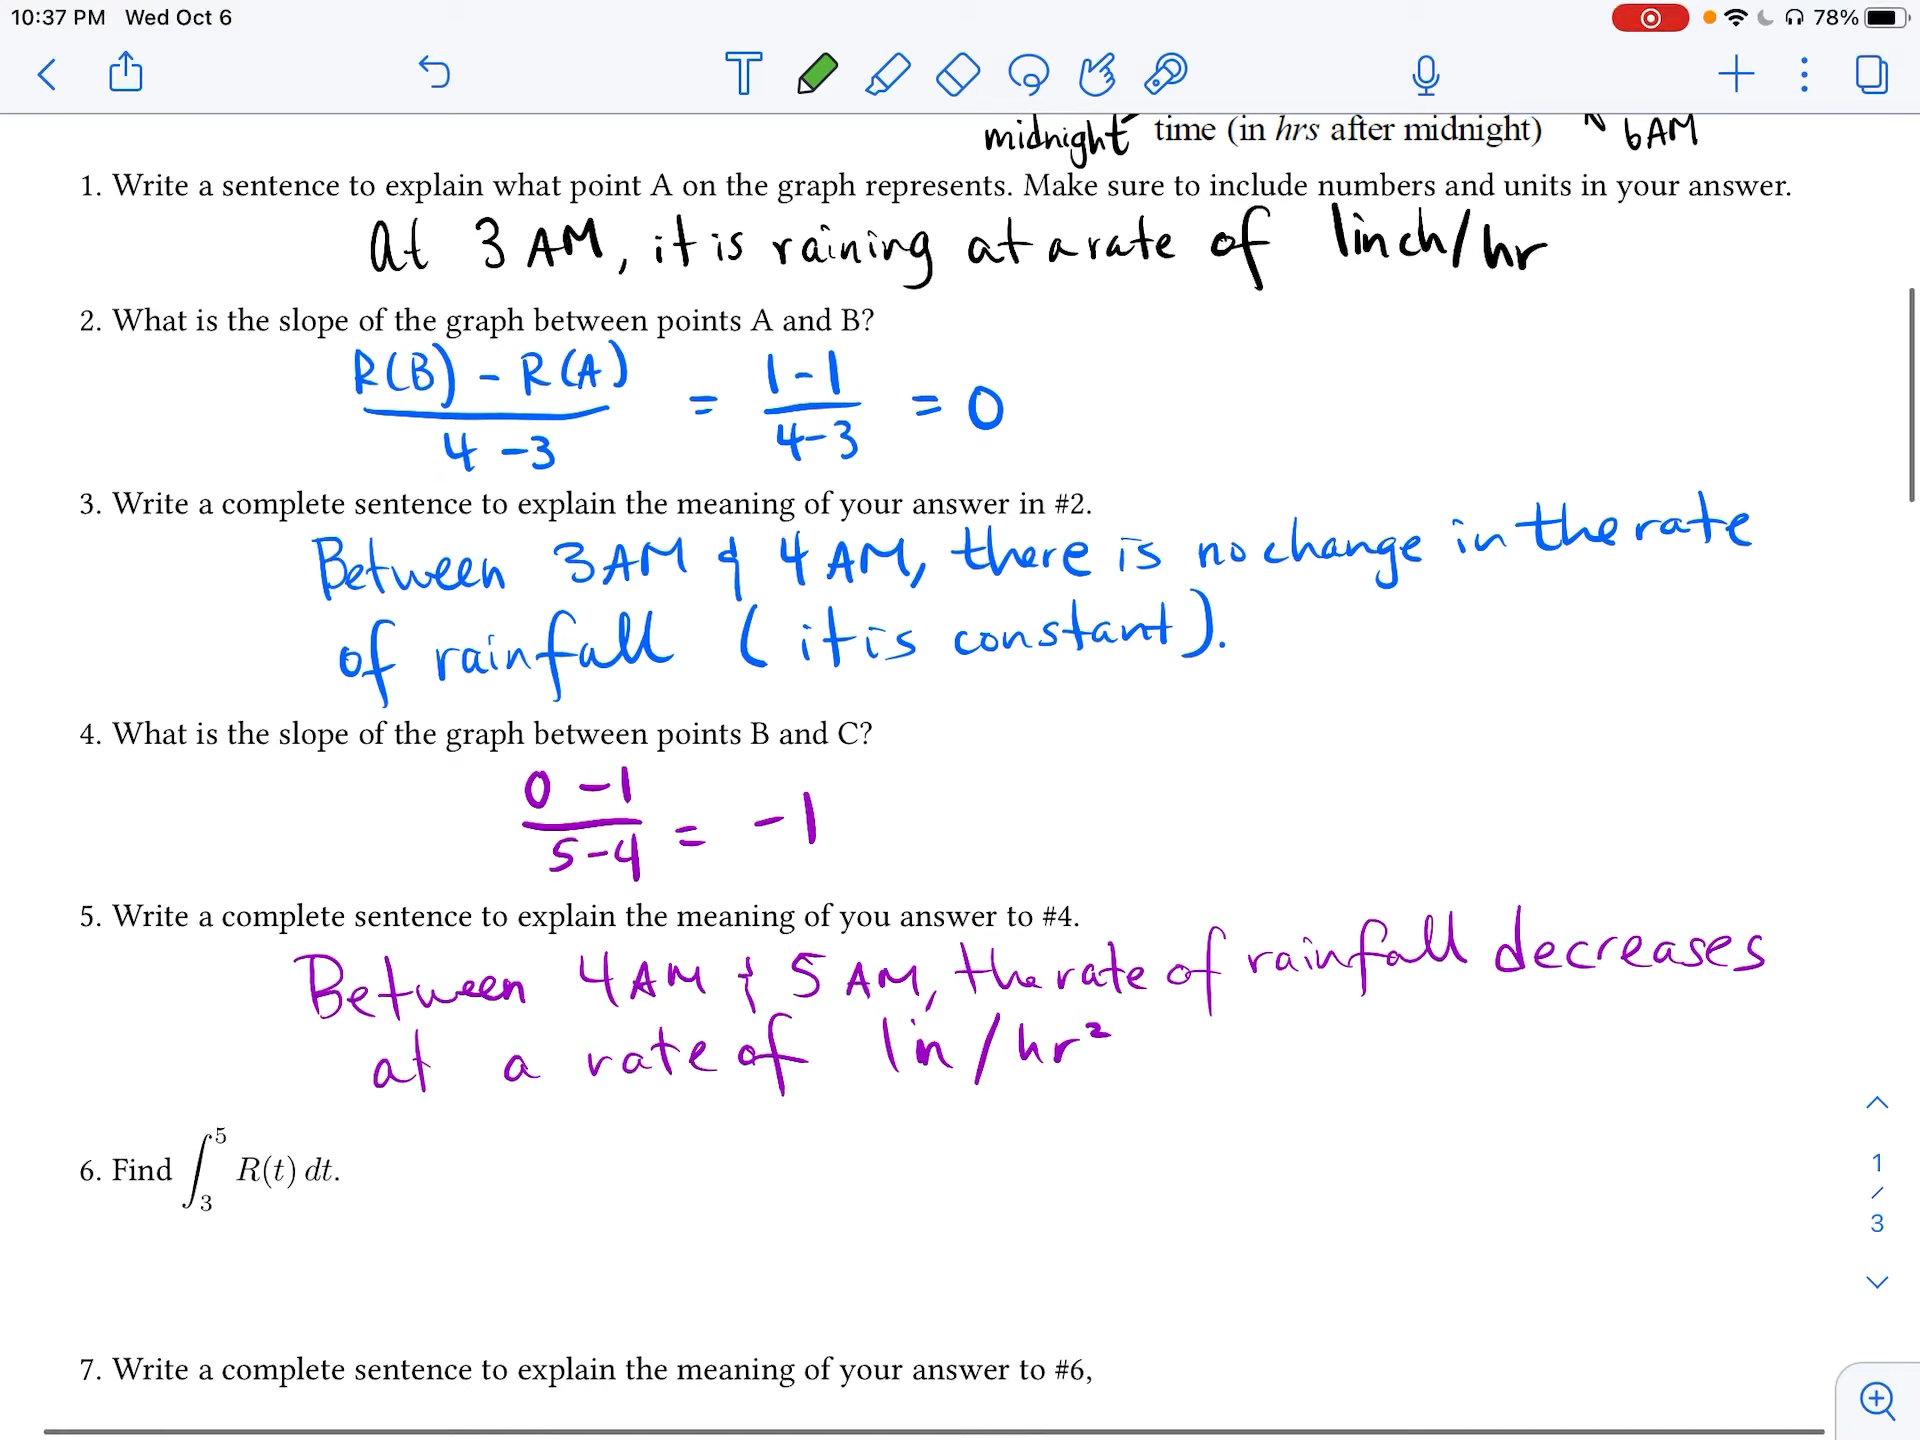 10:37 PM Wed Oct 6 78%
T
midnight time (in hrs after midnight) 6AM
1. Write a sentence to explain what point A on the graph represents. Make sure to include numbers and units in your answer.
At 3 AM, it is raining at a rate of 1 inch/hr
2. What is the slope of the graph between points A and B?
R(B) - R(A) / 4-3 = 1-1 / 4-3 = 0
3. Write a complete sentence to explain the meaning of your answer in #2.
Between 3AM & 4 AM, there is no change in the rate
of rainfall (it is constant).
4. What is the slope of the graph between points B and C?
0-1 / 5-4 = -1
5. Write a complete sentence to explain the meaning of you answer to #4.
Between 4AM & 5 AM, the rate of rainfall decreases
at a rate of 1in/hr²
6. Find ∫₃⁵ R(t) dt.
1
/
3
7. Write a complete sentence to explain the meaning of your answer to #6,